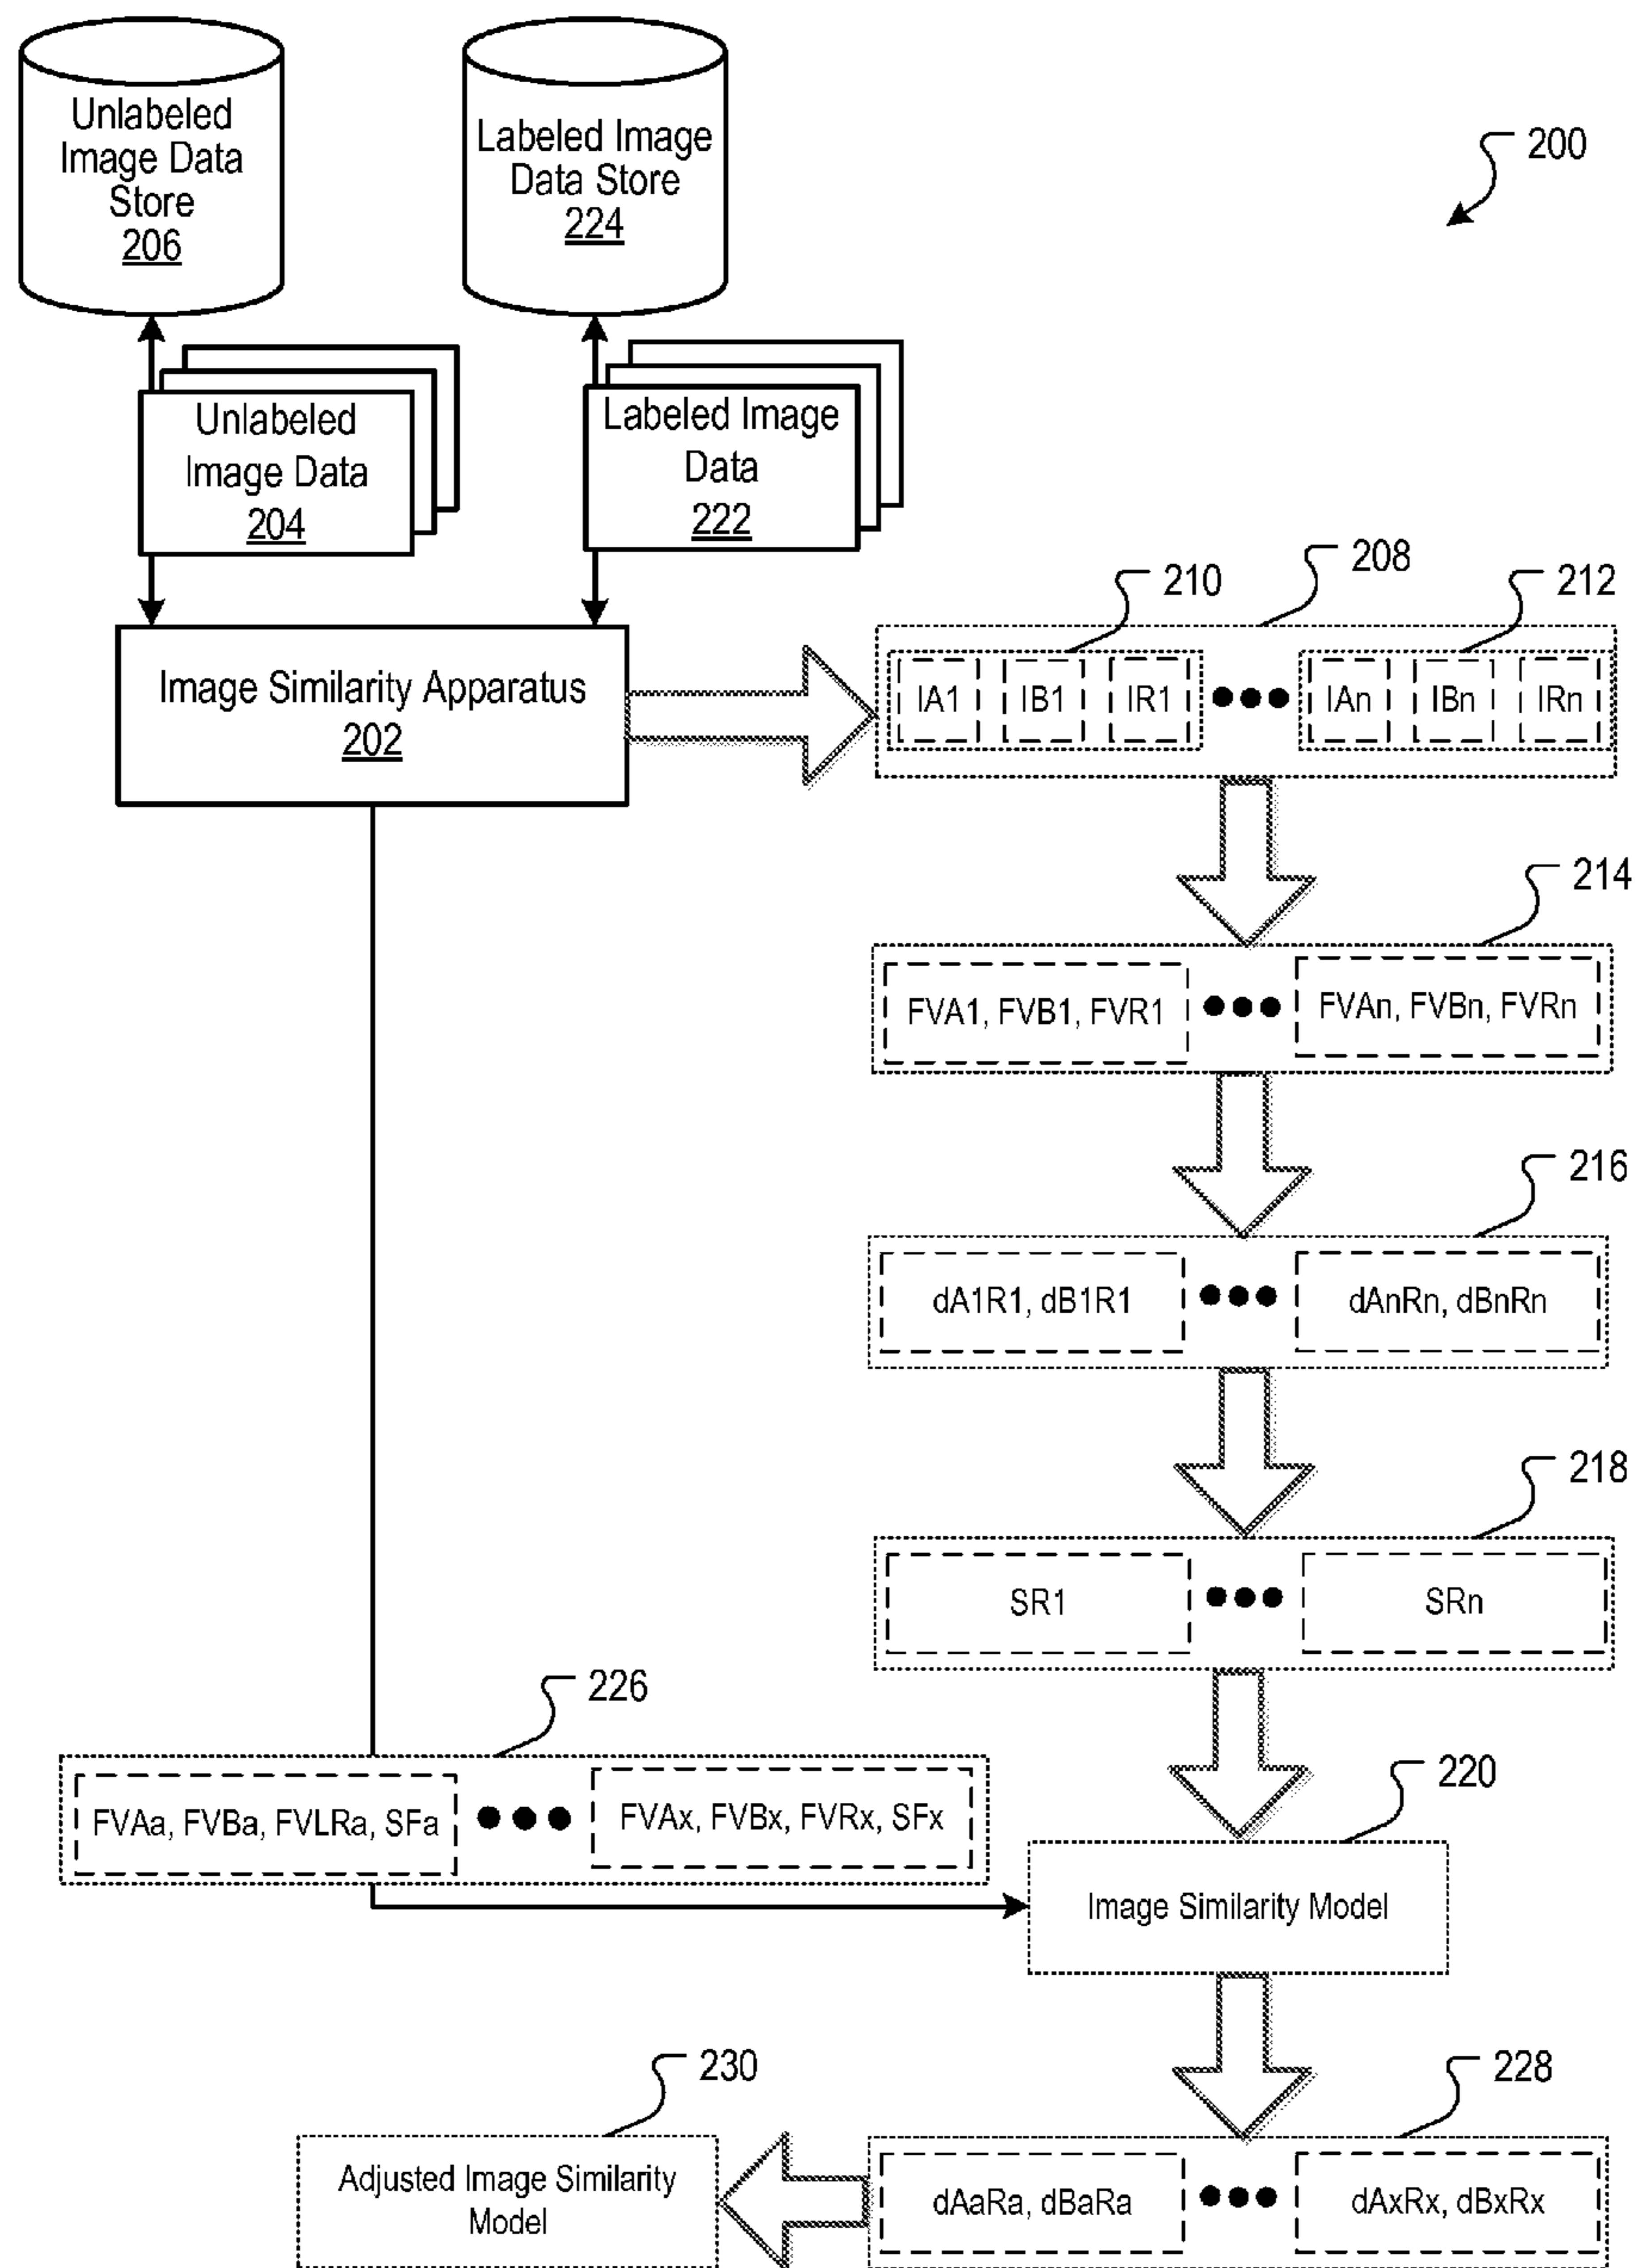 Unlabeled
Image Data
Store
206
Labeled Image
Data Store
224
200
Unlabeled
Image Data
204
Labeled Image
Data
222
Image Similarity Apparatus
202
210
208
212
IA1
IB1
IR1
IAn
IBn
IRn
214
FVA1, FVB1, FVR1
FVAn, FVBn, FVRn
216
dA1R1, dB1R1
dAnRn, dBnRn
218
SR1
SRn
226
FVAa, FVBa, FVLRa, SFa
FVAx, FVBx, FVRx, SFx
220
Image Similarity Model
230
228
Adjusted Image Similarity
Model
dAaRa, dBaRa
dAxRx, dBxRx